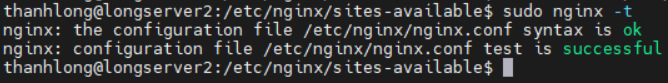 thanhlong@longserver2:/etc/nginx/sites-available$ sudo nginx -t
nginx: the configuration file /etc/nginx/nginx.conf syntax is ok
nginx: configuration file /etc/nginx/nginx.conf test is successful
thanhlong@longserver2:/etc/nginx/sites-available$